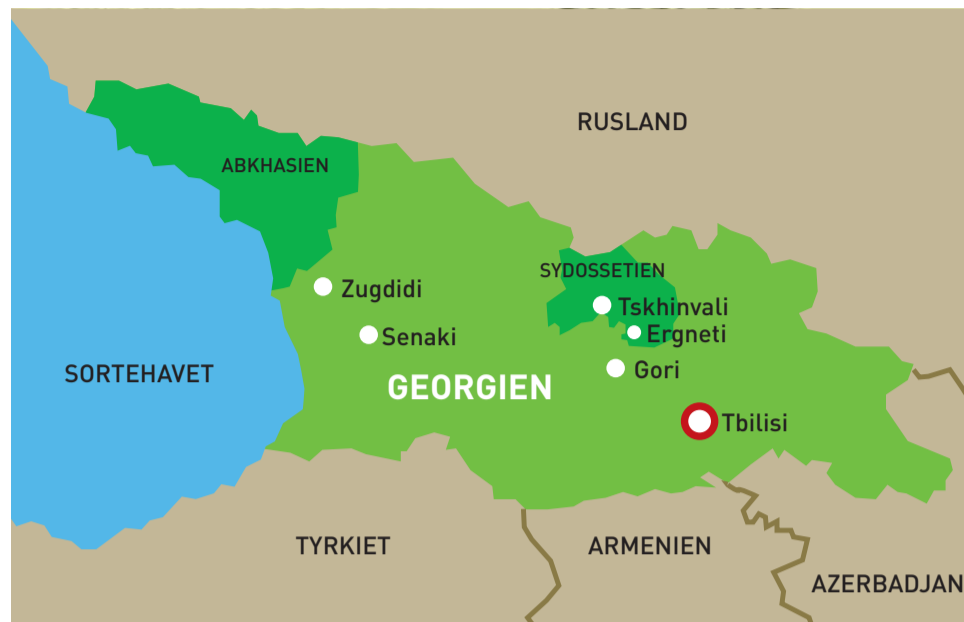 RUSLAND
ABKHASIEN
SYDOSSETIEN
Zugdidi
Tskhinvali
Senaki
Ergneti
SORTEHAVET
Gori
GEORGIEN
Tbilisi
TYRKIET
ARMENIEN
AZERBADJAN